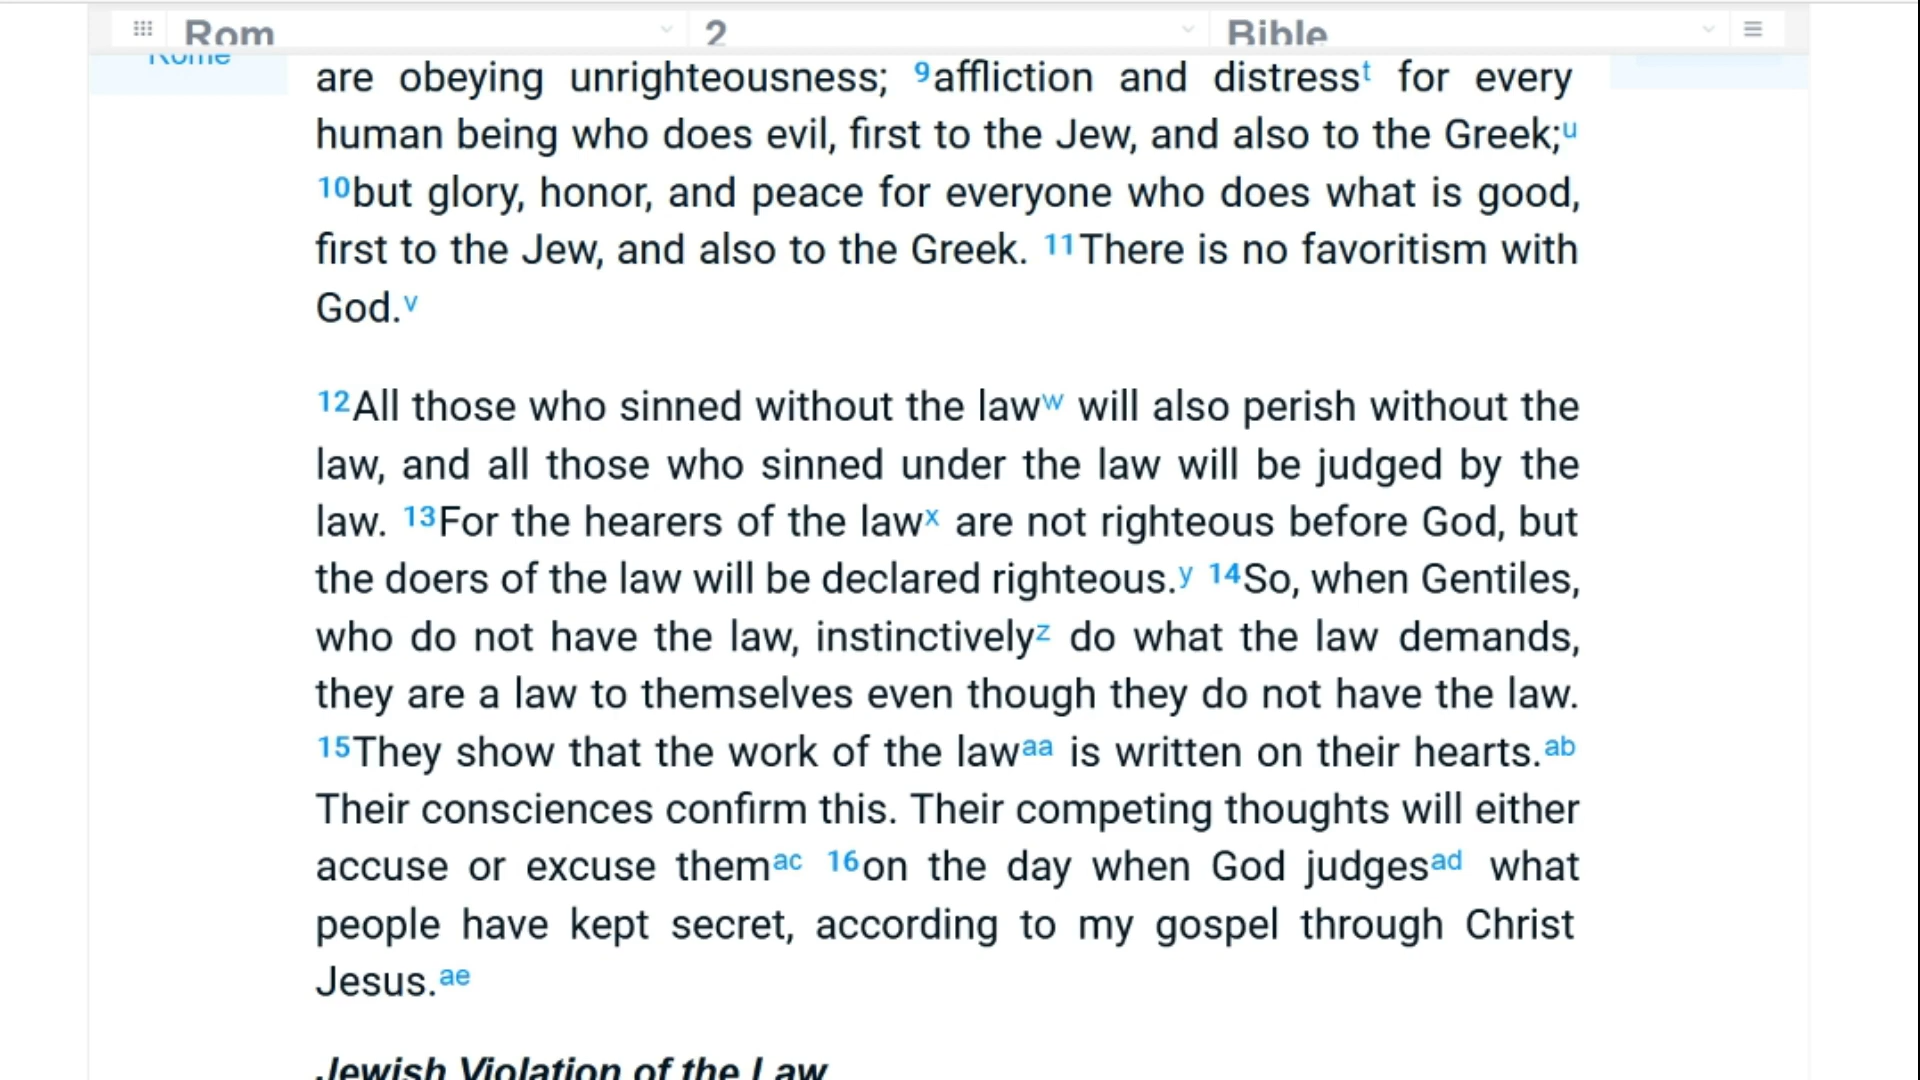 Rom 2 Bible
Rome
are obeying unrighteousness; 9affliction and distresst for every
human being who does evil, first to the Jew, and also to the Greek;u
10but glory, honor, and peace for everyone who does what is good,
first to the Jew, and also to the Greek. 11There is no favoritism with
God.v
12All those who sinned without the laww will also perish without the
law, and all those who sinned under the law will be judged by the
law. 13For the hearers of the lawx are not righteous before God, but
the doers of the law will be declared righteous.y 14So, when Gentiles,
who do not have the law, instinctivelyz do what the law demands,
they are a law to themselves even though they do not have the law.
15They show that the work of the lawaa is written on their hearts.ab
Their consciences confirm this. Their competing thoughts will either
accuse or excuse themac 16on the day when God judgesad what
people have kept secret, according to my gospel through Christ
Jesus.ae
Jewish Violation of the Law